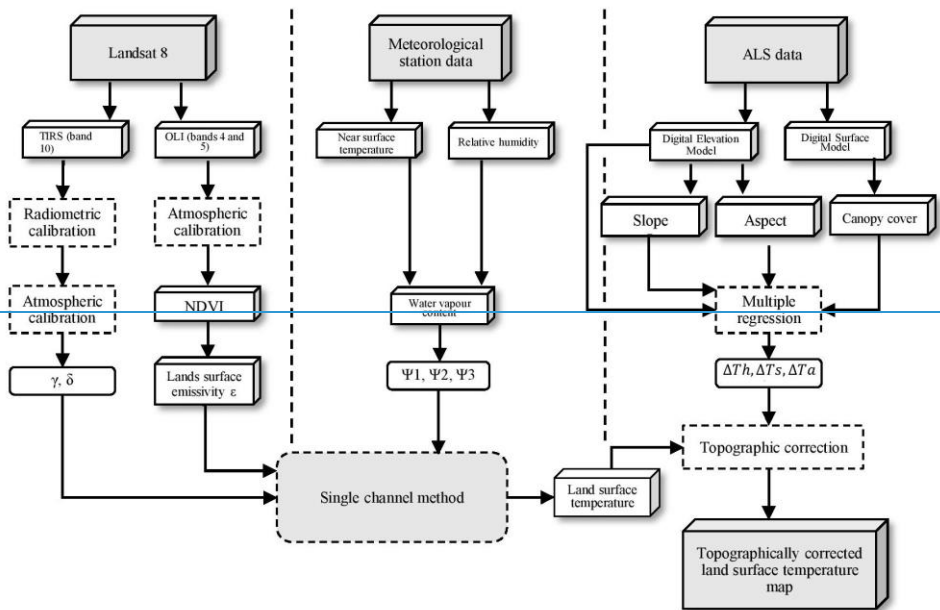 Landsat 8
TIRS (band
10)
OLI (bands 4 and
5)
Radiometric
calibration
Atmospheric
calibration
Atmospheric
calibration
NDVI
γ, δ
Lands surface
emissivity ε
Meteorological
station data
Near surface
temperature
Relative humidity
Water vapour
content
Ψ1, Ψ2, Ψ3
Single channel method
Land surface
temperature
ALS data
Digital Elevation
Model
Digital Surface
Model
Slope
Aspect
Canopy cover
Multiple
regression
ΔTh, ΔTs, ΔTa
Topographic correction
Topographically corrected
land surface temperature
map